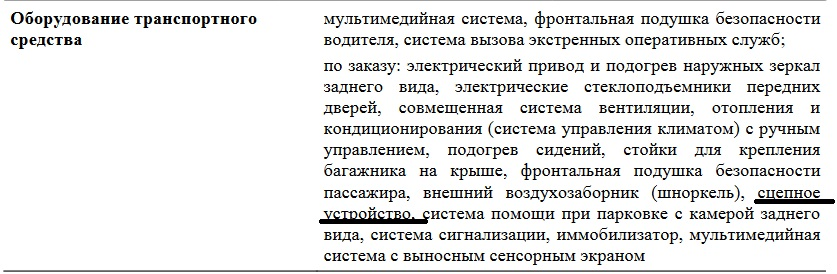 Оборудование транспортного
средства
мультимедийная система, фронтальная подушка безопасности
водителя, система вызова экстренных оперативных служб;
по заказу: электрический привод и подогрев наружных зеркал
заднего вида, электрические стеклоподъемники передних
дверей, совмещенная система вентиляции, отопления и
кондиционирования (система управления климатом) с ручным
управлением, подогрев сидений, стойки для крепления
багажника на крыше, фронтальная подушка безопасности
пассажира, внешний воздухозаборник (шноркель), сцепное
устройство, система помощи при парковке с камерой заднего
вида, система сигнализации, иммобилизатор, мультимедийная
система с выносным сенсорным экраном